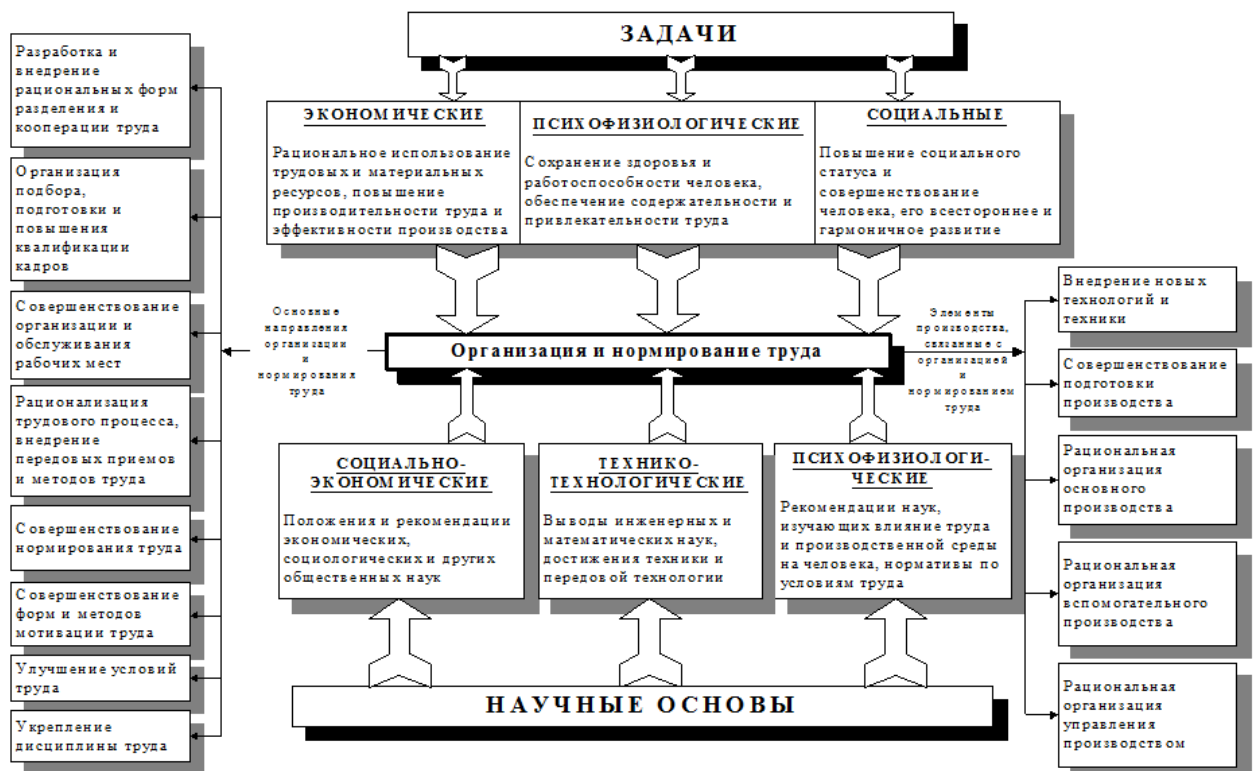 ЗАДАЧИ
ЭКОНОМИЧЕСКИЕ
Рациональное использование
трудовых и материальных
ресурсов, повышение
производительности труда и
эффективности производства
ПСИХОФИЗИОЛОГИЧЕСКИЕ
Сохранение здоровья и
работоспособности человека,
обеспечение содержательности и
привлекательности труда
СОЦИАЛЬНЫЕ
Повышение социального
статуса и
совершенствование
человека, его всестороннее и
гармоничное развитие
Разработка и
внедрение
рациональных форм
разделения и
кооперации труда
Организация
подбора,
подготовки и
повышения
квалификации
кадров
Совершенствование
организации и
обслуживания
рабочих мест
Рационализация
трудового процесса,
внедрение
передовых приемов
и методов труда
Совершенствование
нормирования труда
Совершенствование
форм и методов
мотивации труда
Улучшение условий
труда
Укрепление
дисциплины труда
Основные
направления
организации
и
нормирования
труда
Организация и нормирование труда
Элементы
производства,
связанные с
организацией
и
нормированием
труда
Внедрение новых
технологий и
техники
Совершенствование
подготовки
производства
Рациональная
организация
основного
производства
Рациональная
организация
вспомогательного
производства
Рациональная
организация
управления
производством
СОЦИАЛЬНО-
ЭКОНОМИЧЕСКИЕ
Положения и рекомендации
экономических,
социологических и других
общественных наук
ТЕХНИКО-
ТЕХНОЛОГИЧЕСКИЕ
Выводы инженерных и
математических наук,
достижения техники и
передовой технологии
ПСИХОФИЗИОЛОГИ-
ЧЕСКИЕ
Рекомендации наук,
изучающих влияние труда
и производственной среды
на человека, нормативы по
условиям труда
НАУЧНЫЕ ОСНОВЫ